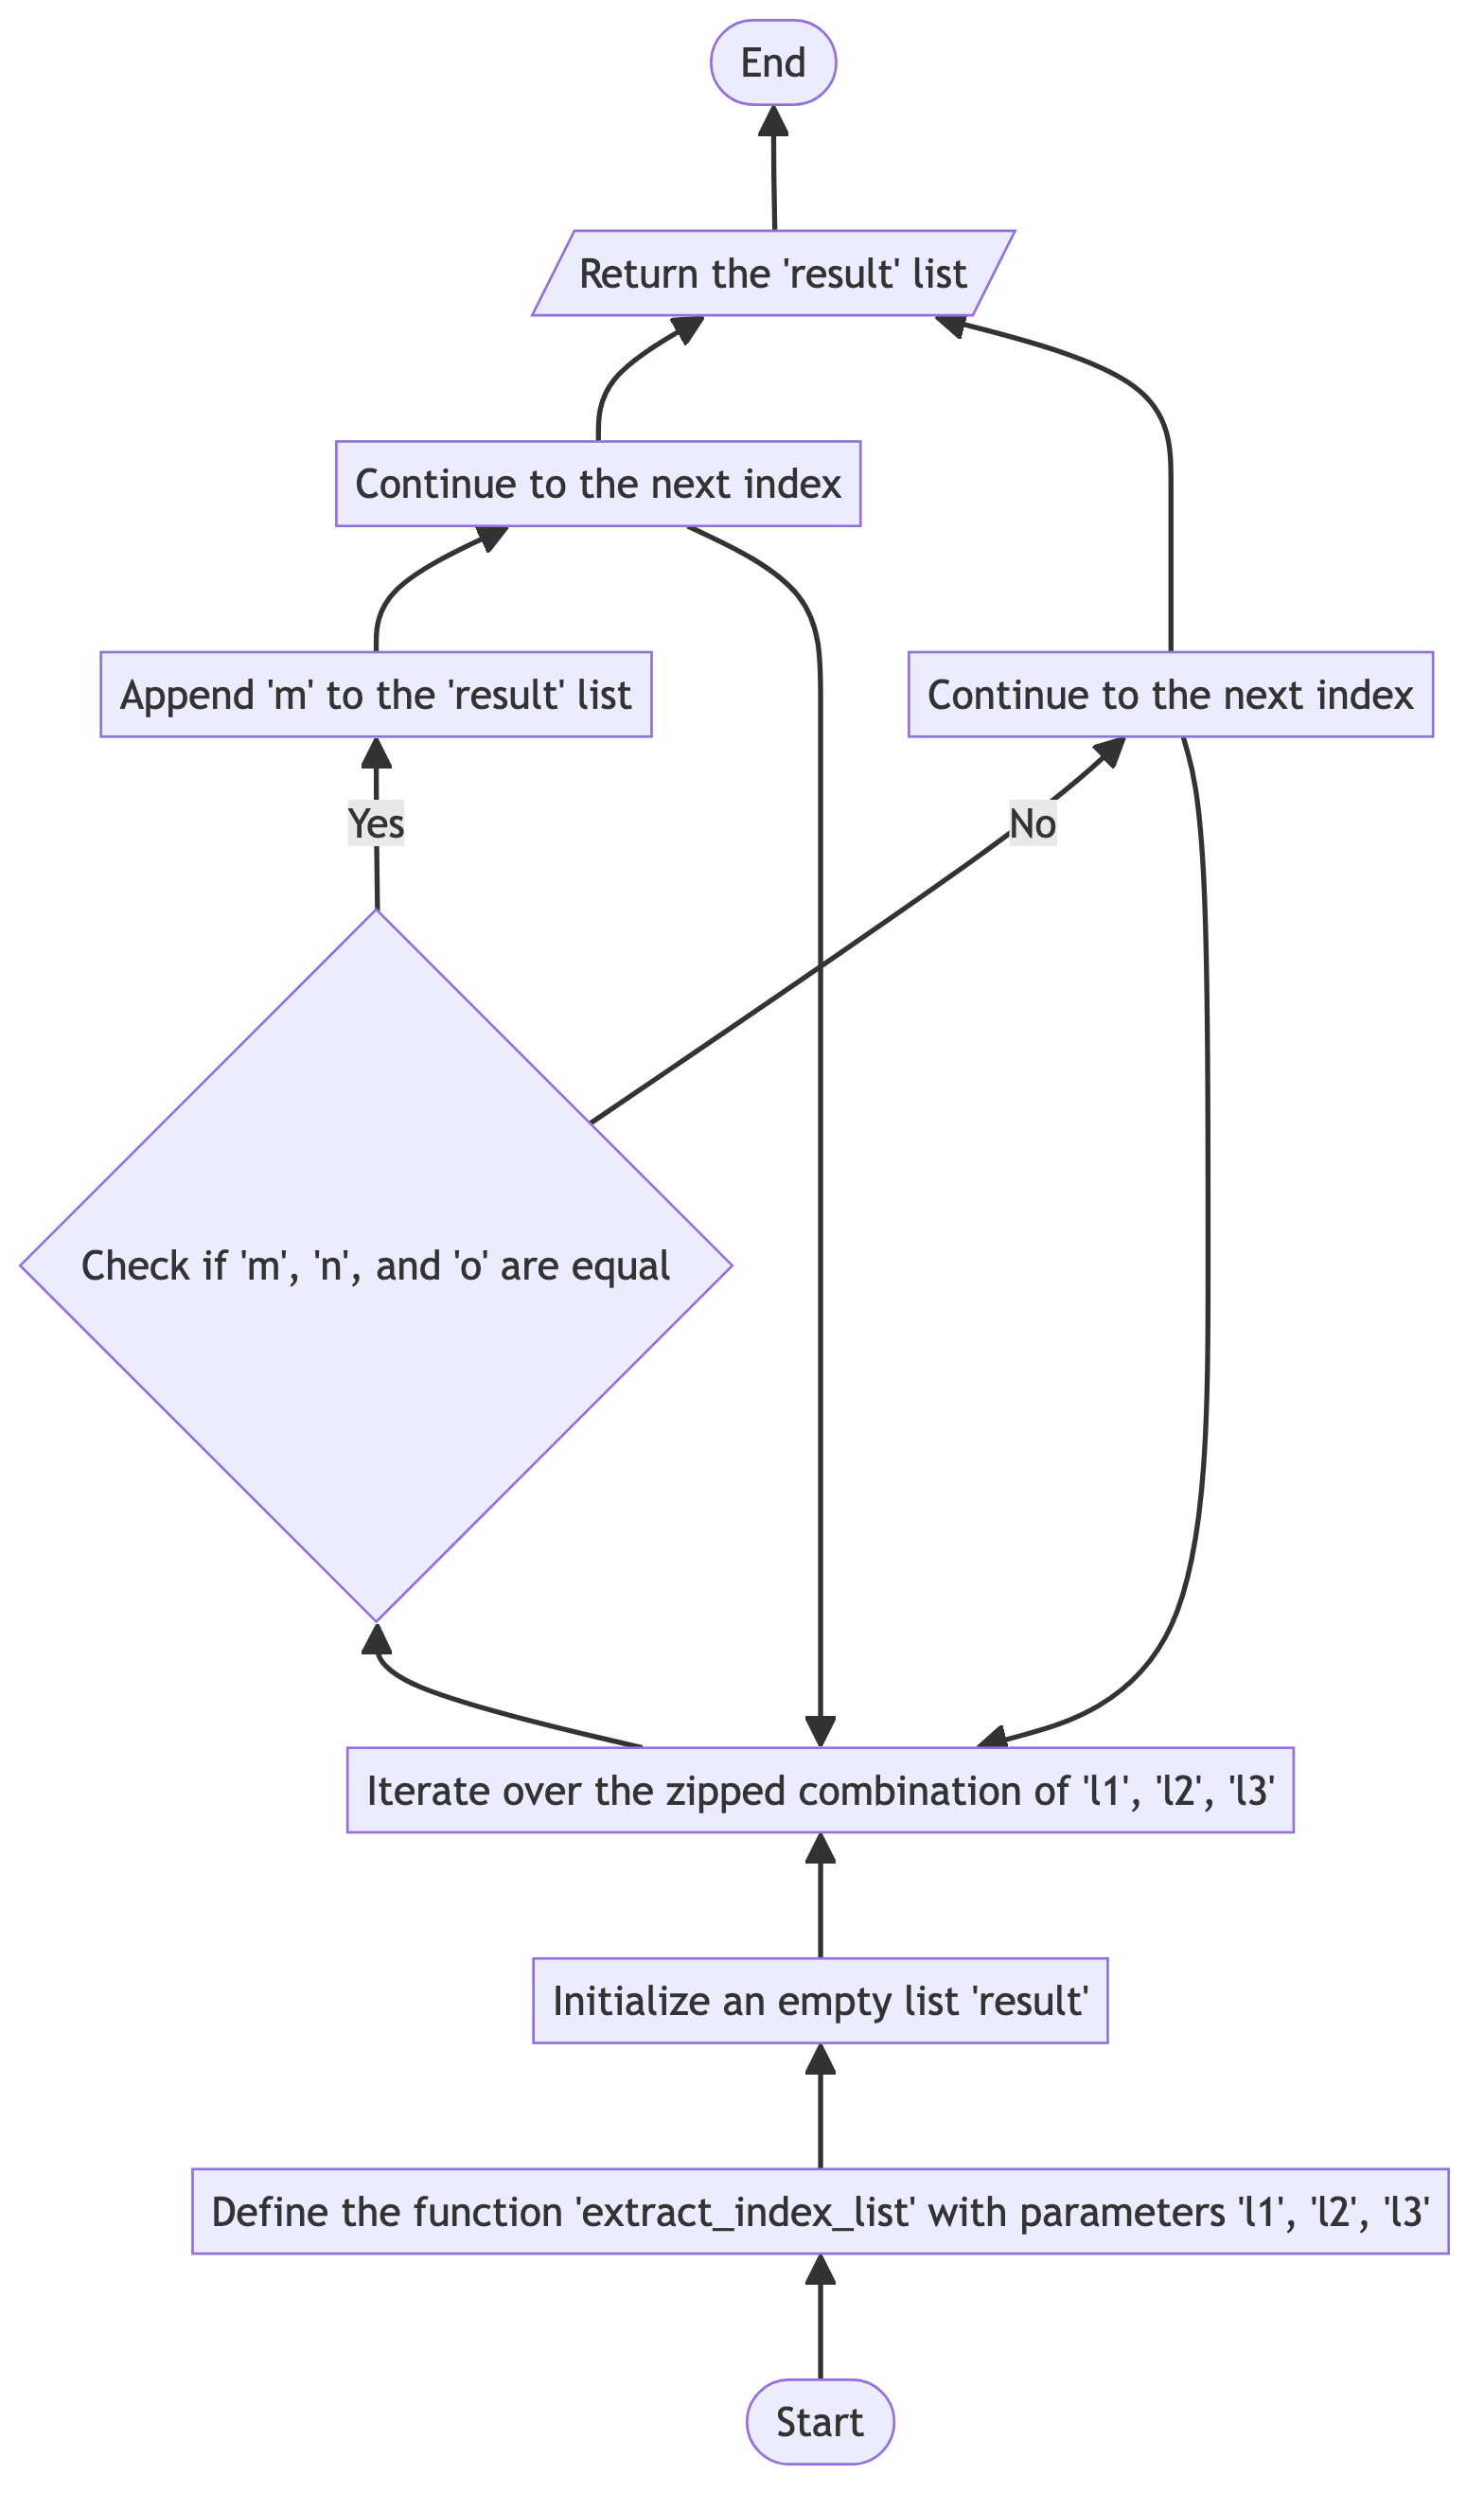 End
Return the 'result' list
Continue to the next index
Append 'm' to the 'result' list
Continue to the next index
Yes
No
Check if 'm', 'n', and 'o' are equal
Iterate over the zipped combination of 'l1', 'l2', 'l3'
Initialize an empty list 'result'
Define the function 'extract_index_list' with parameters 'l1', 'l2', 'l3'
Start